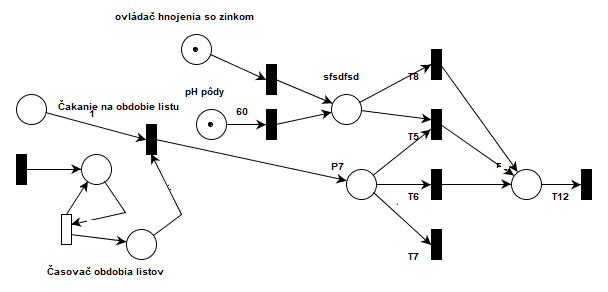 ovládač hnojenia so zinkom
sfsdfsd
T8
pH pôdy
60
Čakanie na obdobie listu
1
T5
P7
T6
T12
T7
Časovač obdobia listov